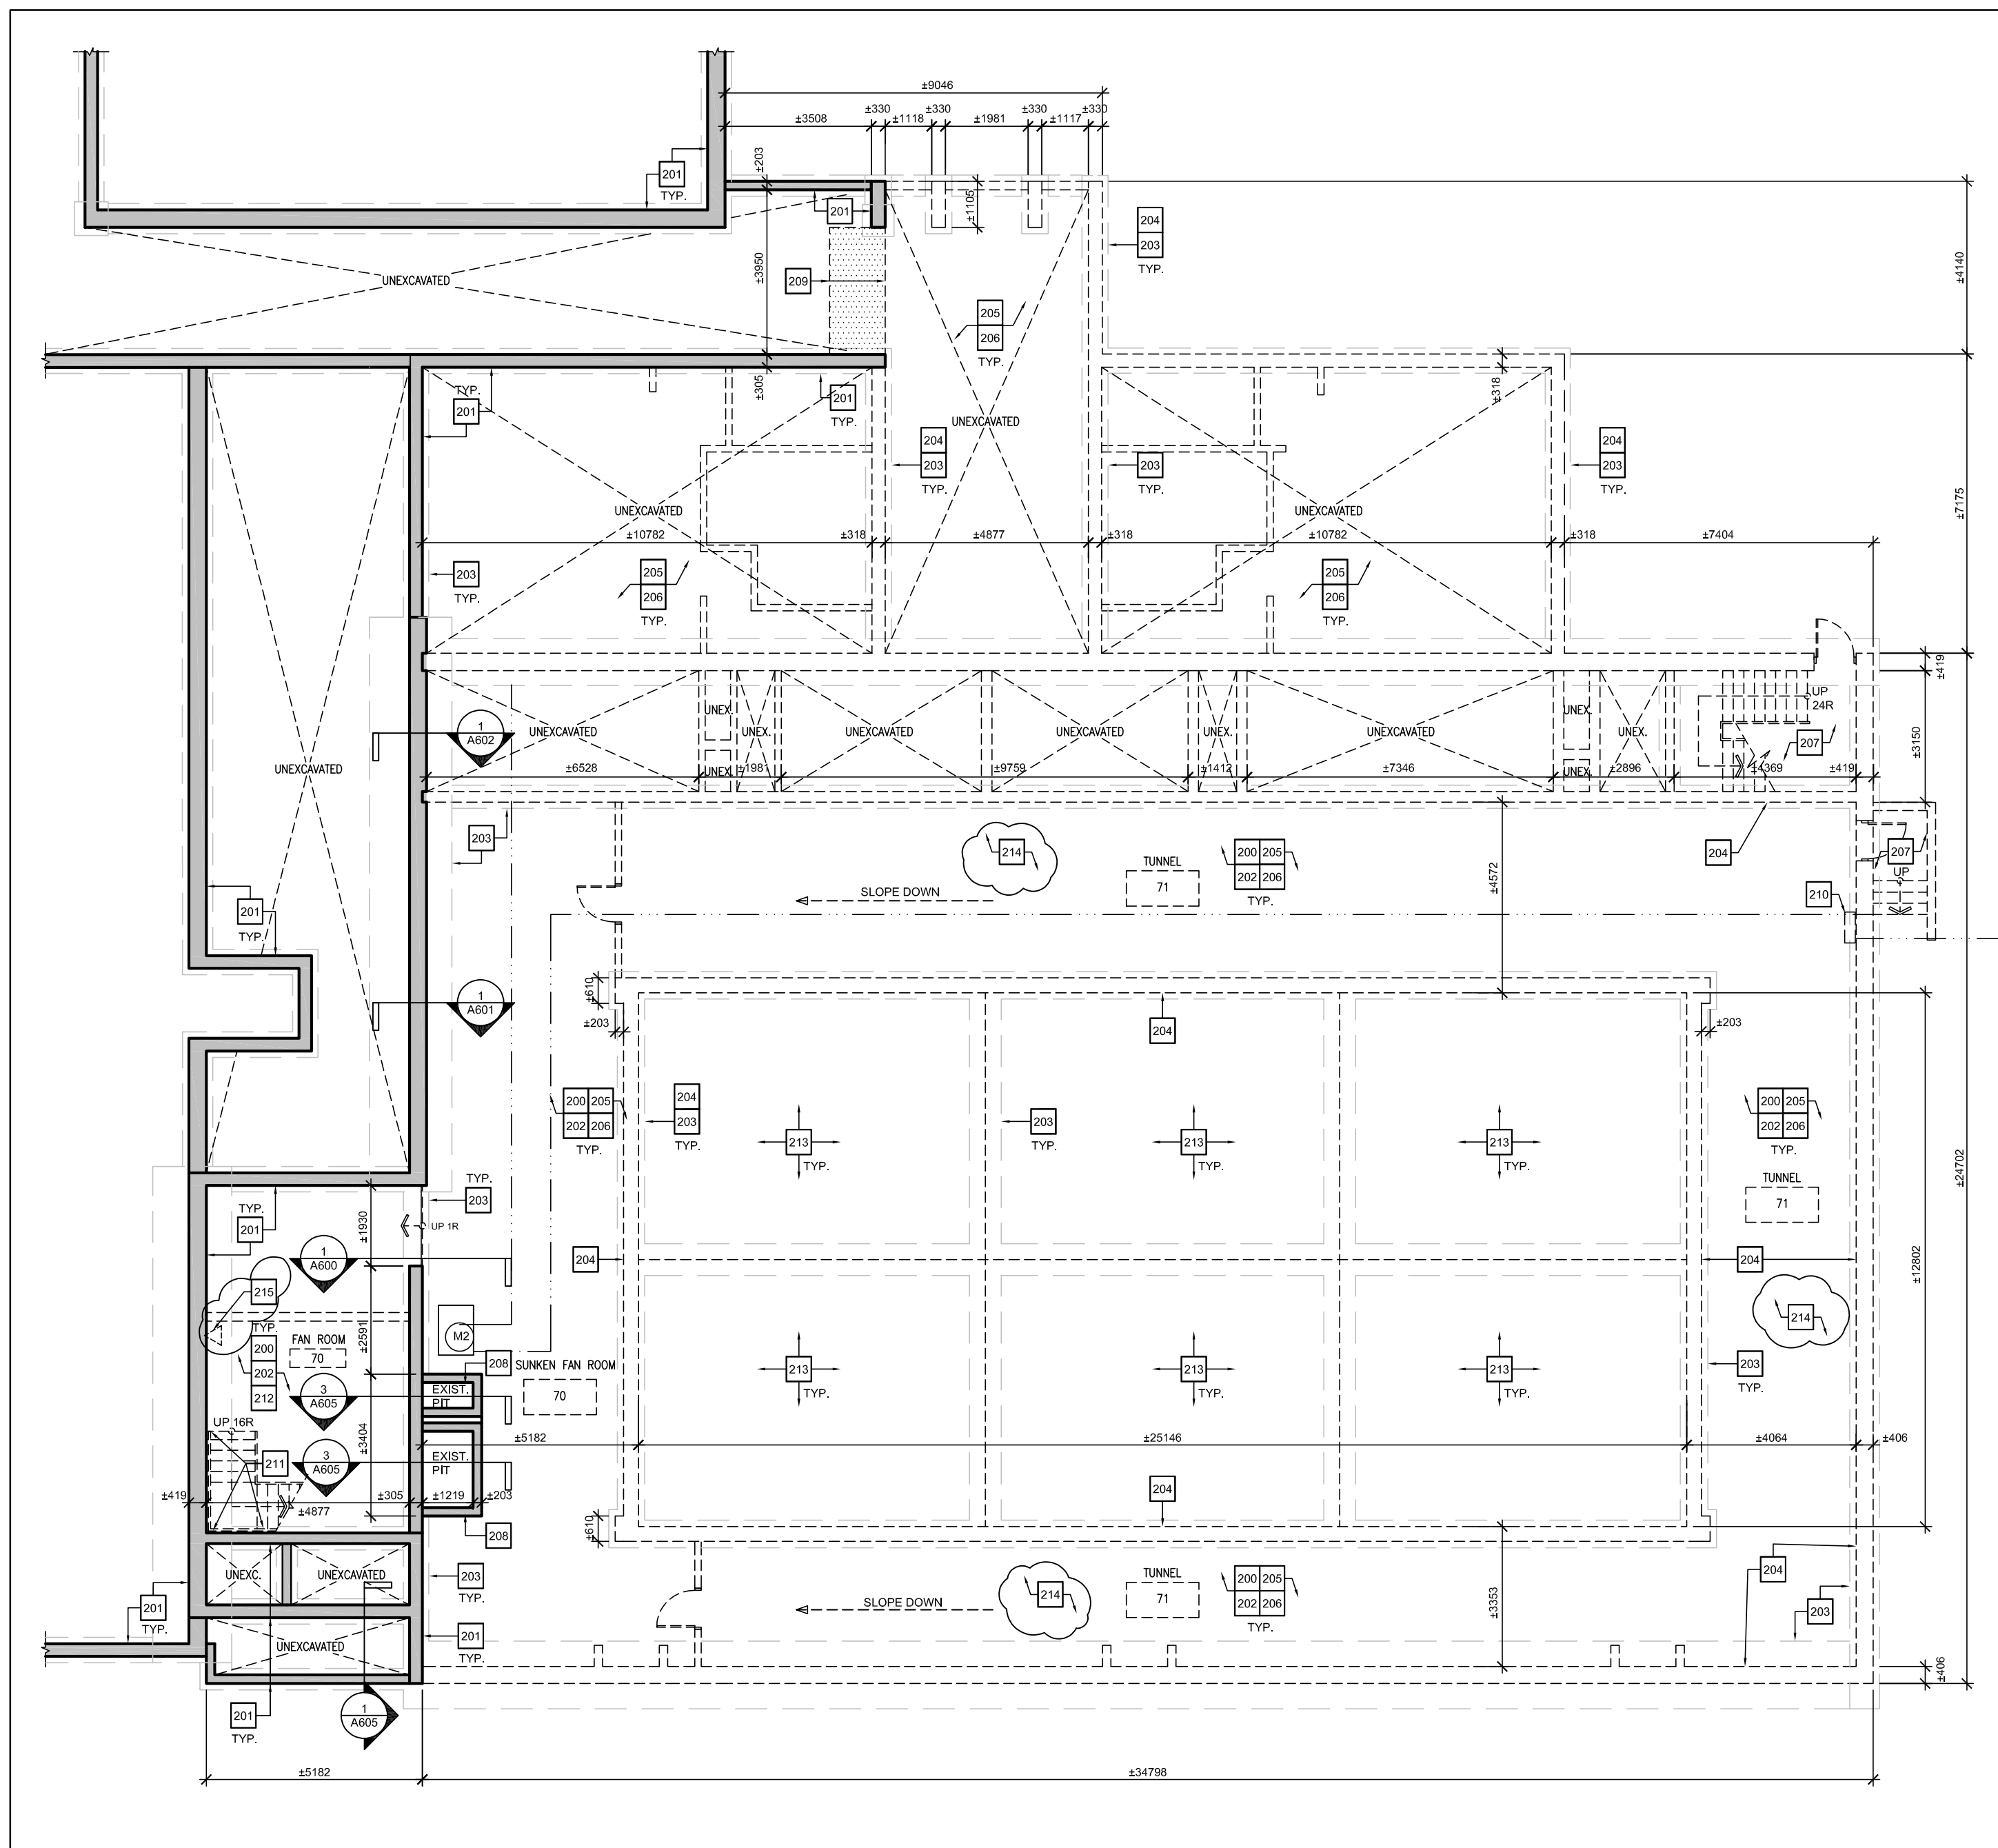 ±9046
±3508
±330
±1118
±330
±1981
±330
±1117
±330
±203
201
TYP.
201
±1105
204
203
TYP.
±3950
±4140
UNEXCAVATED
209
205
206
TYP.
±305
±318
TYP.
201
201
TYP.
UNEXCAVATED
204
203
TYP.
203
TYP.
204
203
TYP.
±7175
UNEXCAVATED
UNEXCAVATED
±10782
±318
±4877
±318
±10782
±318
±7404
203
TYP.
205
206
TYP.
205
206
TYP.
±419
UP
24R
UNEX.
UNEX.
1
A602
UNEXCAVATED
UNEX.
UNEXCAVATED
UNEXCAVATED
UNEX.
UNEXCAVATED
UNEX.
207
±3150
UNEXCAVATED
±6528
UNEX.
±1981
±9759
±1412
±7346
UNEX.
±2896
±4369
±419
203
214
TUNNEL
71
200
205
202
206
TYP.
204
207
UP
SLOPE DOWN
±4572
210
201
TYP.
1
A601
±610
±203
204
±203
200
205
202
206
TYP.
204
203
TYP.
203
TYP.
200
205
202
206
TYP.
213
TYP.
213
TYP.
213
TYP.
TUNNEL
71
±24702
TYP.
203
TYP.
201
±1930
UP 1R
1
A600
204
204
±12802
215
TYP.
200
202
212
FAN ROOM
70
±2591
M2
208
SUNKEN FAN ROOM
70
214
203
TYP.
213
TYP.
213
TYP.
213
TYP.
3
A605
EXIST.
PIT
UP 16R
±3404
211
3
A605
EXIST.
PIT
±5182
±25146
±4064
±406
±419
±4877
±305
±1219
±203
204
208
±610
UNEXC.
UNEXCAVATED
203
TYP.
TUNNEL
71
200
205
202
206
TYP.
204
214
SLOPE DOWN
±3353
203
201
TYP.
201
TYP.
UNEXCAVATED
±406
201
TYP.
1
A605
±5182
±34798